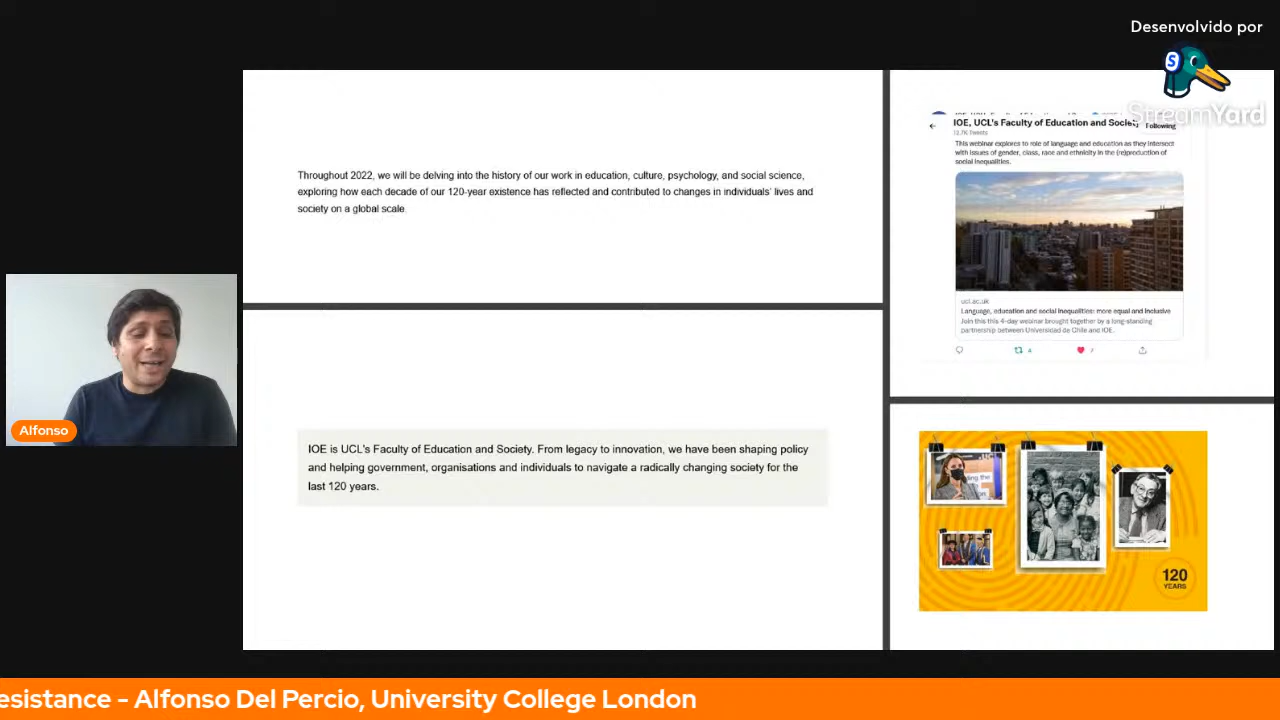 Desenvolvido por
S
StreamYard
Throughout 2022, we will be delving into the history of our work in education, culture, psychology, and social science,
exploring how each decade of our 120-year existence has reflected and contributed to changes in individuals' lives and
society on a global scale
IOE, UCL's Faculty of Education and Society
Following
This webinar explores to role of language and education as they intersect
with issues of gender, class, race and ethnicity in the (re)production of
social inequalities.
ucl.ac.uk
Language, education and social inequalities: more equal and inclusive
Join this this 4-day webinar brought together by a long-standing
partnership between Universidad de Chile and IOE.
4
7
Alfonso
IOE is UCL's Faculty of Education and Society. From legacy to innovation, we have been shaping policy
and helping government, organisations and individuals to navigate a radically changing society for the
last 120 years.
120
YEARS
esistance - Alfonso Del Percio, University College London